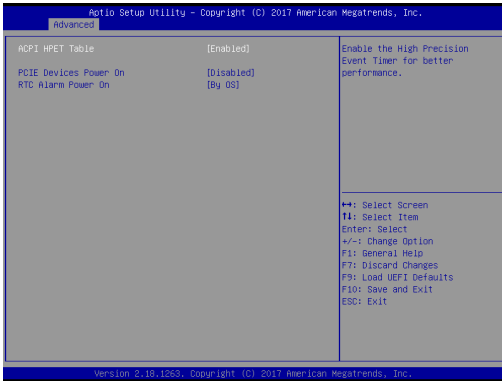 Aptio Setup Utility – Copyright (C) 2017 American Megatrends, Inc.
Advanced
ACPI HPET Table [Enabled]
PCIE Devices Power On [Disabled]
RTC Alarm Power On [By OS]
Enable the High Precision
Event Timer for better
performance.
↔: Select Screen
↑↓: Select Item
Enter: Select
+/-: Change Option
F1: General Help
F7: Discard Changes
F9: Load UEFI Defaults
F10: Save and Exit
ESC: Exit
Version 2.18.1263. Copyright (C) 2017 American Megatrends, Inc.